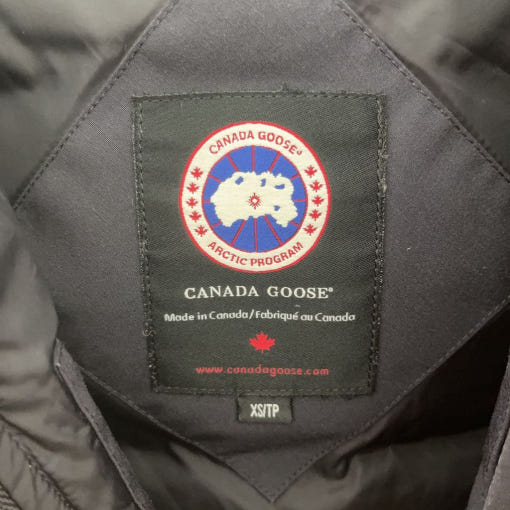 CANADA GOOSE®
ARCTIC PROGRAM
CANADA GOOSE®
Made in Canada/Fabriqué au Canada
www.canadagoose.com
XS/TP